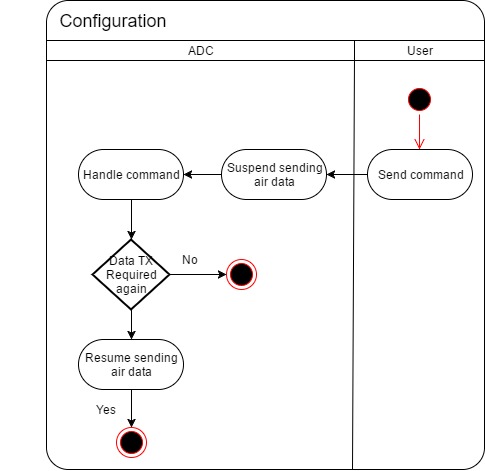 Configuration
ADC
User
Handle command
Suspend sending
air data
Send command
Data TX
Required
again
No
Resume sending
air data
Yes